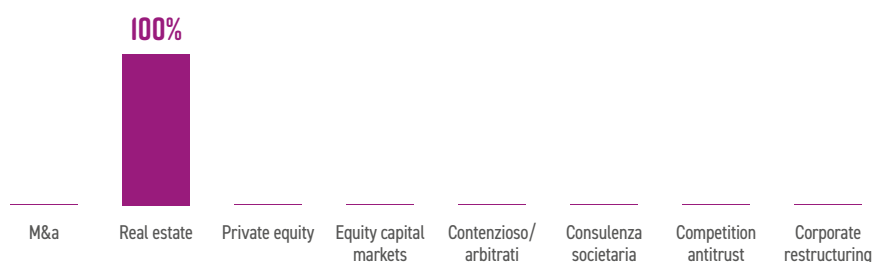 100%
M&a
Real estate
Private equity
Equity capital
markets
Contenzioso/
arbitrati
Consulenza
societaria
Competition
antitrust
Corporate
restructuring